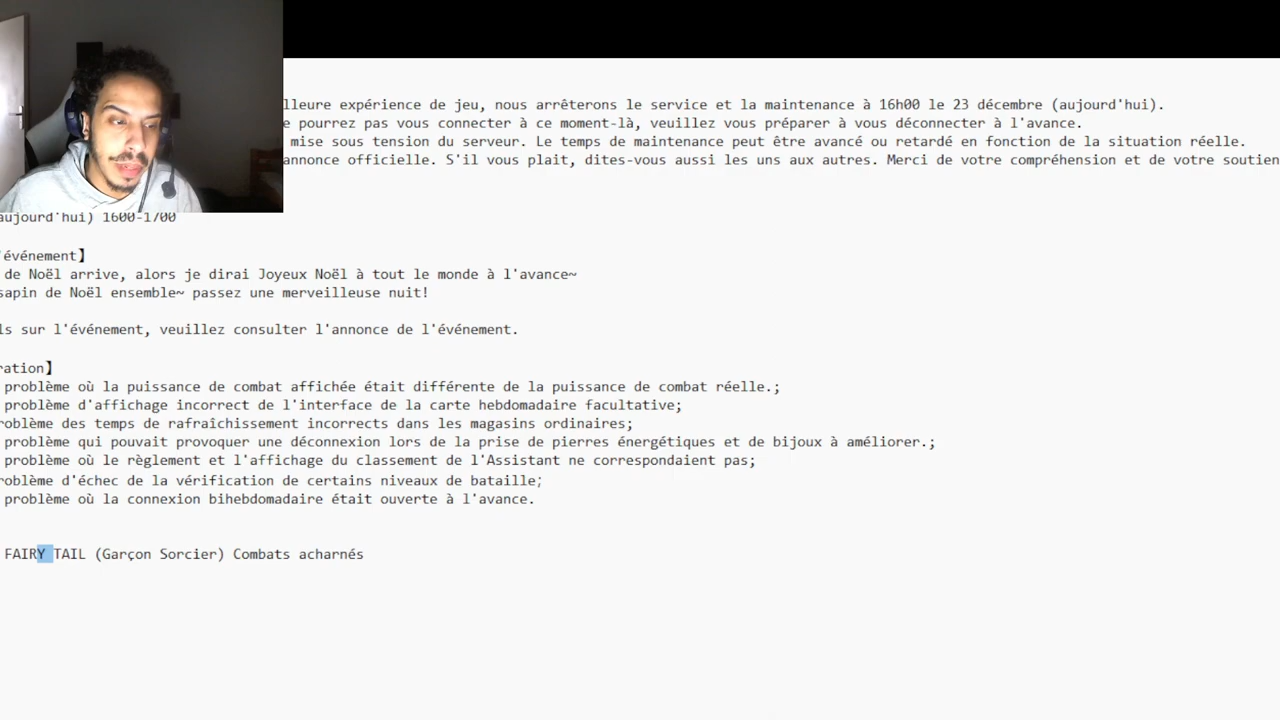 lleure expérience de jeu, nous arrêterons le service et la maintenance à 16h00 le 23 décembre (aujourd'hui).
e pourrez pas vous connecter à ce moment-là, veuillez vous préparer à vous déconnecter à l'avance.
mise sous tension du serveur. Le temps de maintenance peut être avancé ou retardé en fonction de la situation réelle.
annonce officielle. S'il vous plait, dites-vous aussi les uns aux autres. Merci de votre compréhension et de votre soutien
aujourd'hui) 1600-1700
'événement】
de Noël arrive, alors je dirai Joyeux Noël à tout le monde à l'avance~
sapin de Noël ensemble~ passez une merveilleuse nuit!
ls sur l'événement, veuillez consulter l'annonce de l'événement.
ration】
problème où la puissance de combat affichée était différente de la puissance de combat réelle.;
problème d'affichage incorrect de l'interface de la carte hebdomadaire facultative;
roblème des temps de rafraîchissement incorrects dans les magasins ordinaires;
problème qui pouvait provoquer une déconnexion lors de la prise de pierres énergétiques et de bijoux à améliorer.;
problème où le règlement et l'affichage du classement de l'Assistant ne correspondaient pas;
roblème d'échec de la vérification de certains niveaux de bataille;
problème où la connexion bihebdomadaire était ouverte à l'avance.
FAIRY TAIL (Garçon Sorcier) Combats acharnés